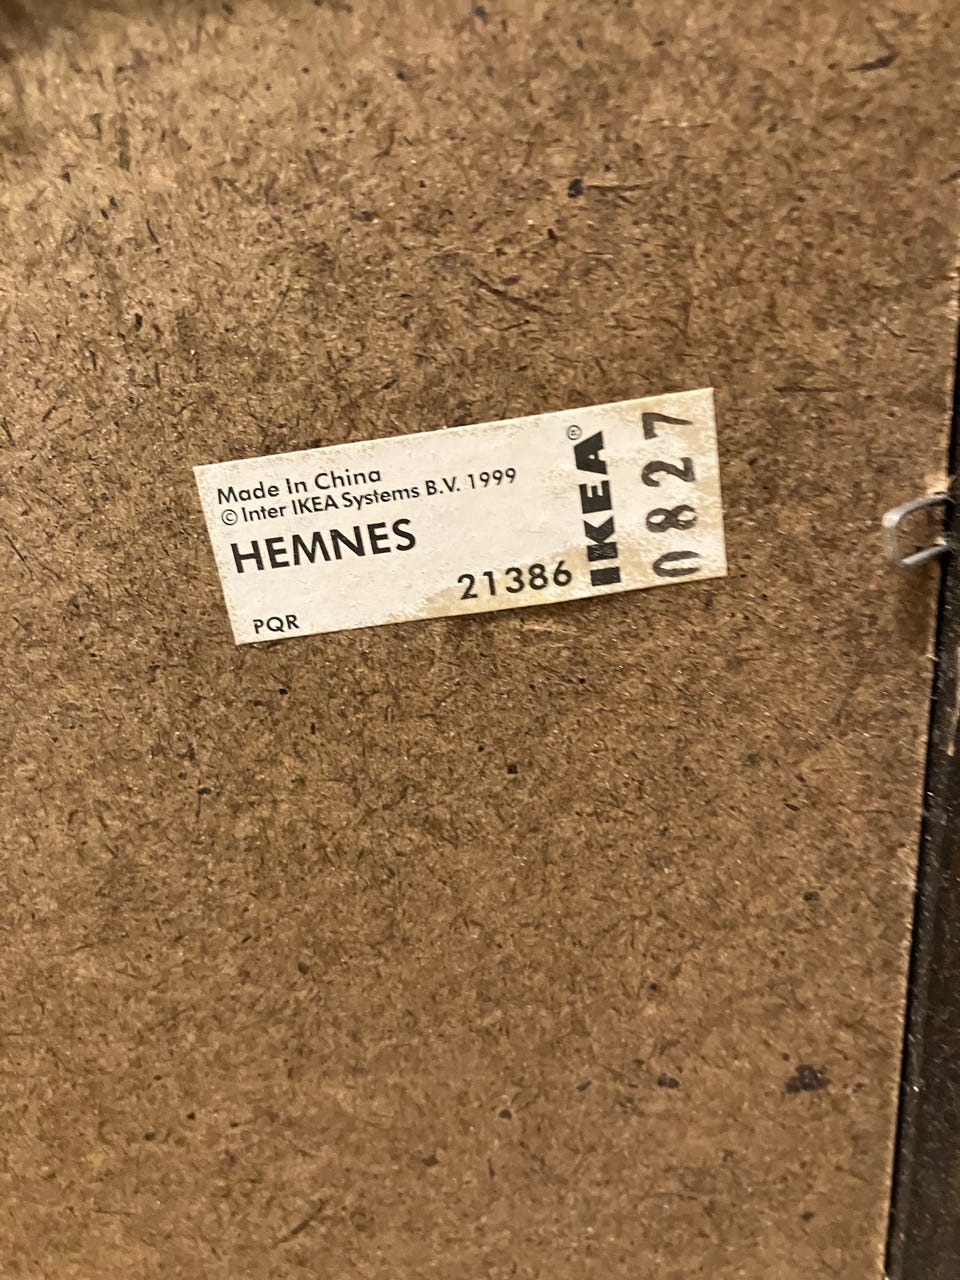 Made In China
© Inter IKEA Systems B.V. 1999
HEMNES
21386
PQR
IKEA®
0827